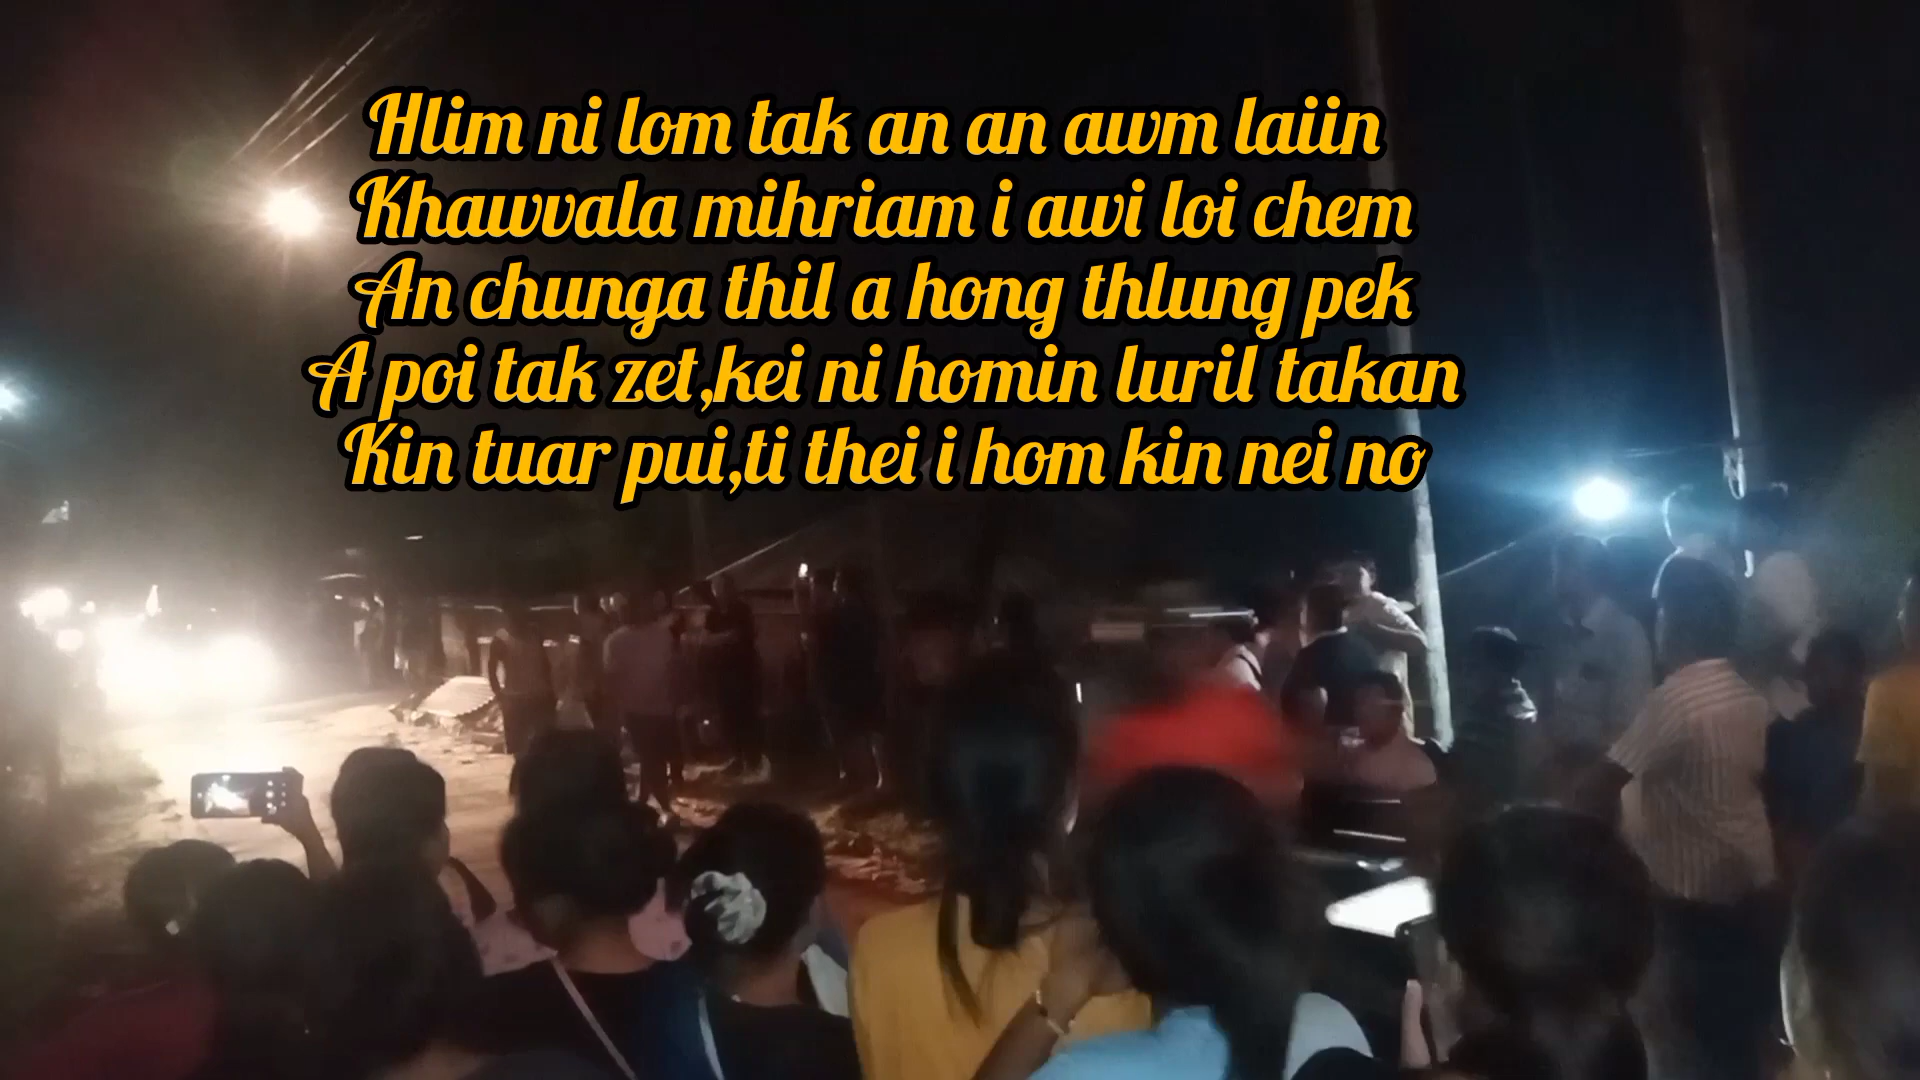 Hlim ni lom tak an an awm laiin
Khawvala mihriam i awi loi chem
An chunga thil a hong thlung pek
A poi tak zet,kei ni homin luril takan
Kin tuar pui,ti thei i hom kin nei no